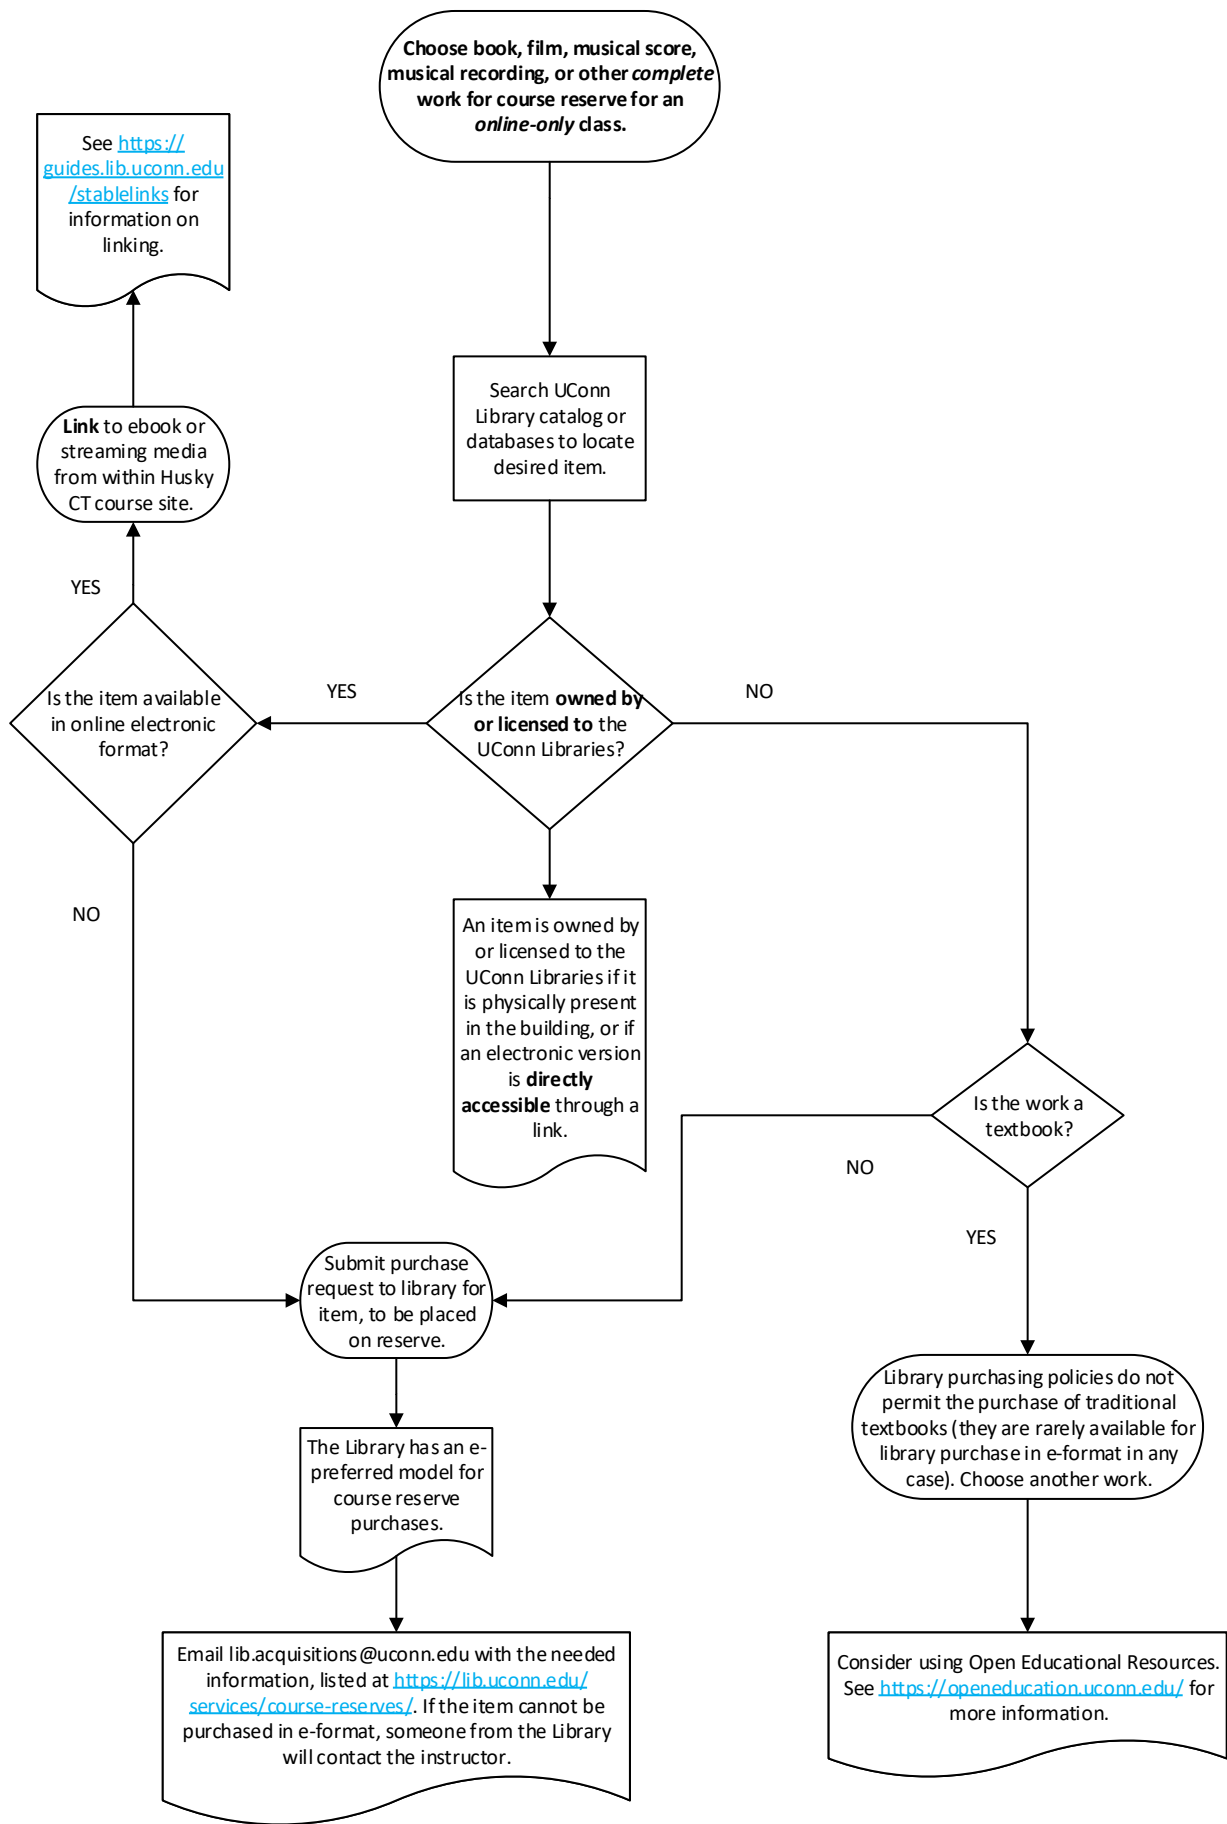 Choose book, film, musical score,
musical recording, or other complete
work for course reserve for an
online-only class.
See https://
guides.lib.uconn.edu
/stablelinks for
information on
linking.
Search UConn
Library catalog or
databases to locate
desired item.
Link to ebook or
streaming media
from within Husky
CT course site.
YES
Is the item available
in online electronic
format?
YES
Is the item owned by
or licensed to the
UConn Libraries?
NO
NO
An item is owned by
or licensed to the
UConn Libraries if it
is physically present
in the building, or if
an electronic version
is directly
accessible through a
link.
Is the work a
textbook?
NO
YES
Submit purchase
request to library for
item, to be placed
on reserve.
Library purchasing policies do not
permit the purchase of traditional
textbooks (they are rarely available for
library purchase in e-format in any
case). Choose another work.
The Library has an e-
preferred model for
course reserve
purchases.
Email lib.acquisitions@uconn.edu with the needed
information, listed at https://lib.uconn.edu/
services/course-reserves/. If the item cannot be
purchased in e-format, someone from the Library
will contact the instructor.
Consider using Open Educational Resources.
See https://openeducation.uconn.edu/ for
more information.